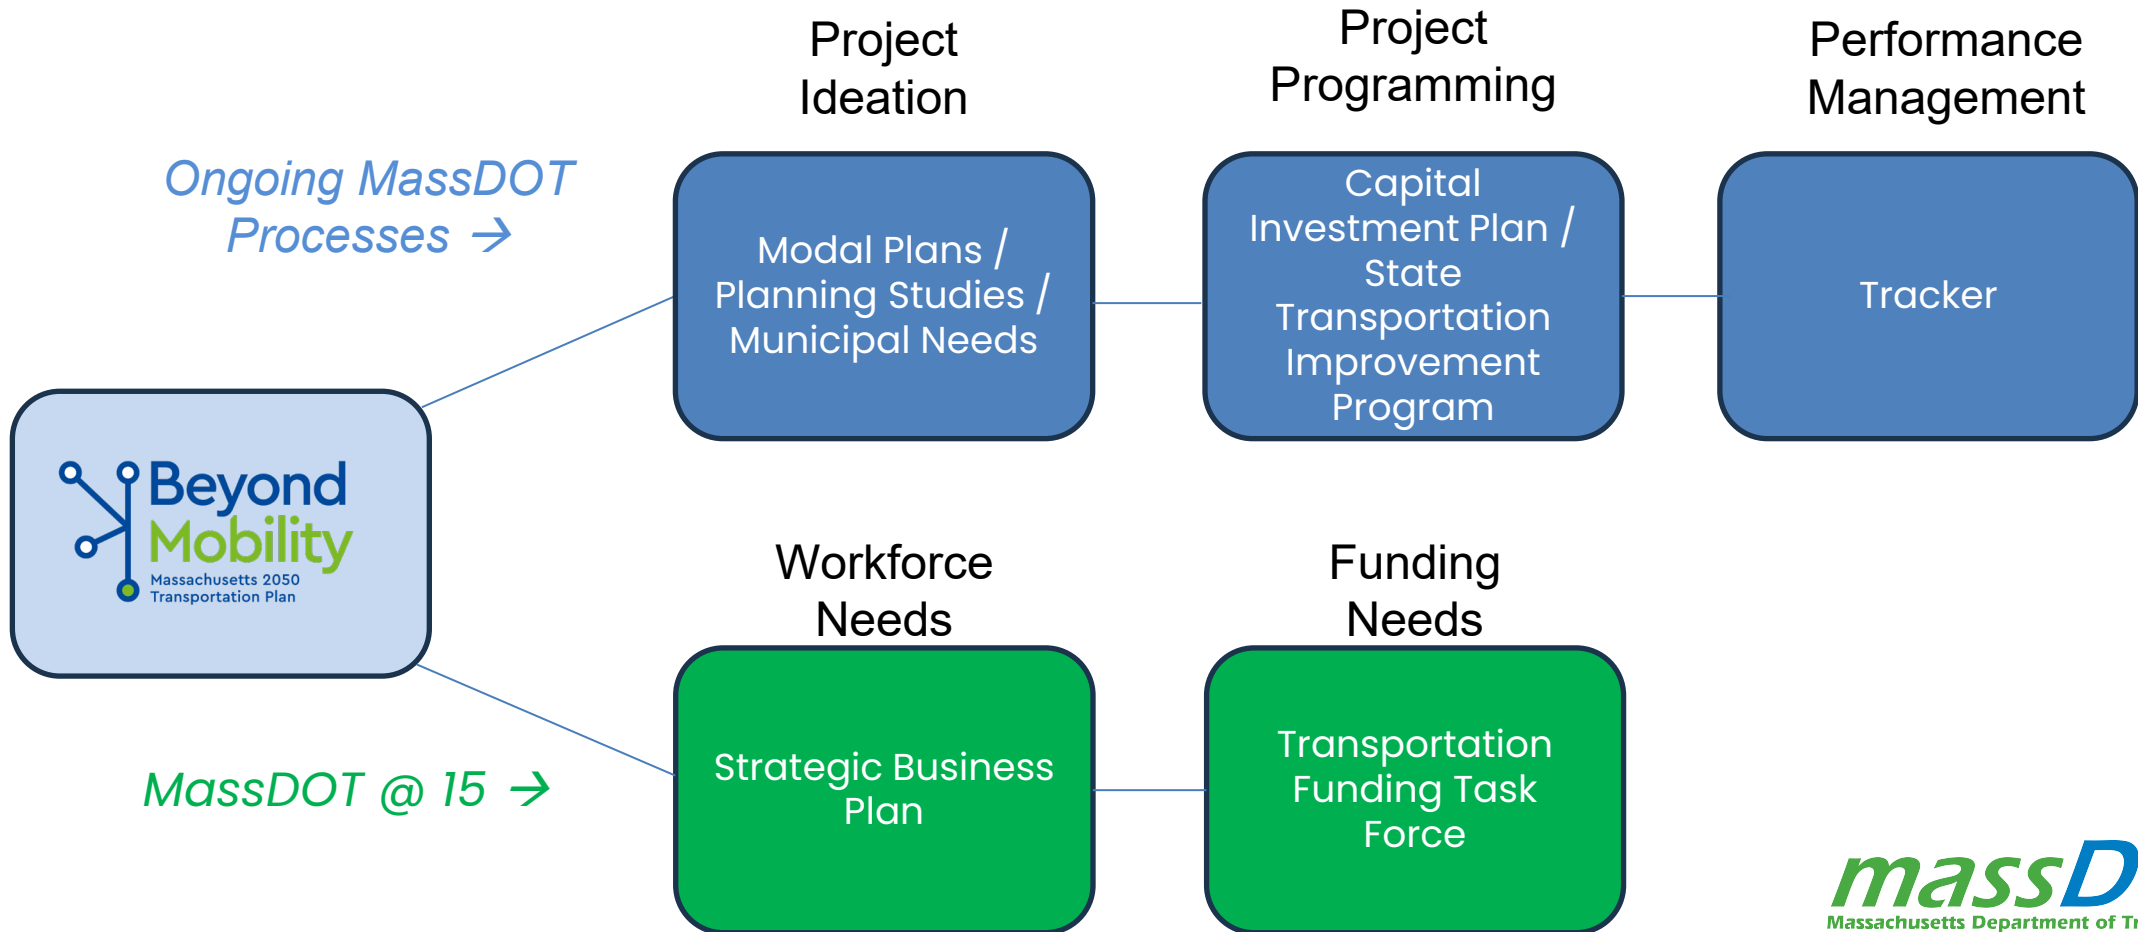 Project
Ideation
Project
Programming
Performance
Management
Ongoing MassDOT
Processes →
Modal Plans /
Planning Studies /
Municipal Needs
Capital
Investment Plan /
State
Transportation
Improvement
Program
Tracker
Beyond
Mobility
Massachusetts 2050
Transportation Plan
Workforce
Needs
Funding
Needs
MassDOT @ 15 →
Strategic Business
Plan
Transportation
Funding Task
Force
massD
Massachusetts Department of Tr